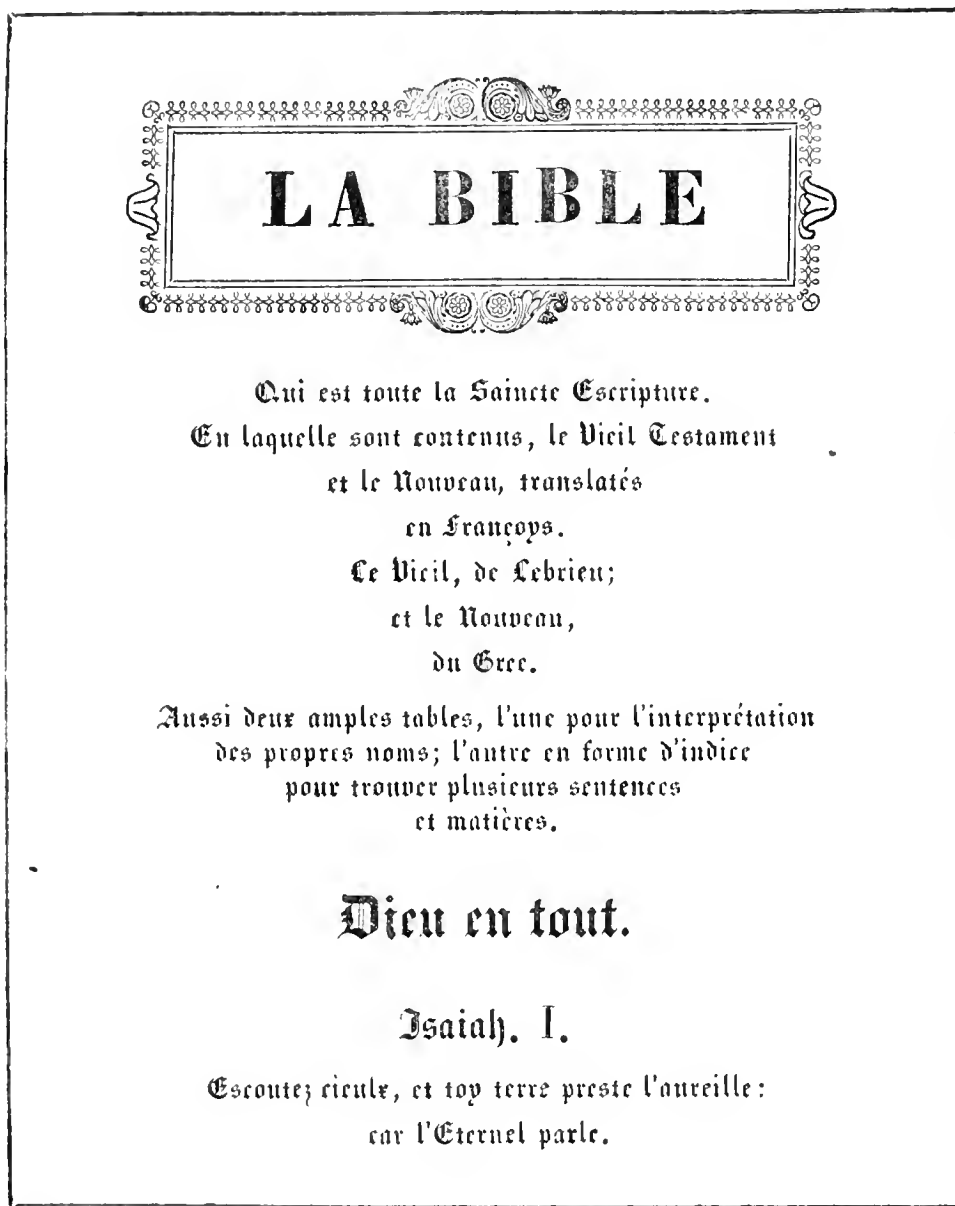 LA BIBLE
Qui est toute la Saincte Escripture.
En laquelle sont contenus, le Vieil Testament
et le Nouveau, translatés
en Françoys.
Le Vieil, de Lebrieu;
et le Nouveau,
du Grec.
Aussi deux amples tables, l'une pour l'interprétation
des propres noms; l'autre en forme d'indice
pour trouver plusieurs sentences
et matières.
Dieu en tout.
Isaiah. I.
Escoutez cieulx, et toy terre preste l'aureille:
car l'Eternel parle.